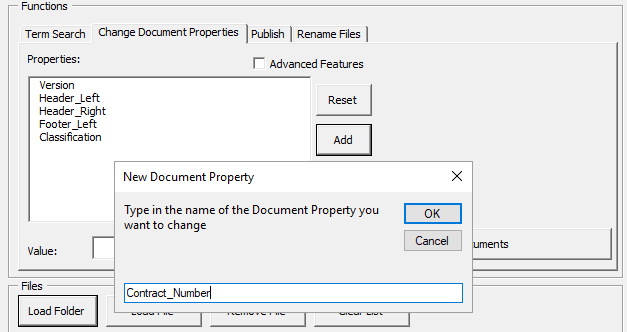 Functions
Term Search Change Document Properties Publish Rename Files
Properties:
Advanced Features
Version
Header_Left
Header_Right
Footer_Left
Classification
Reset
Add
New Document Property
Type in the name of the Document Property you
want to change
OK
Cancel
Contract_Number
Value:
Files
Load Folder Load File Remove File Clear List